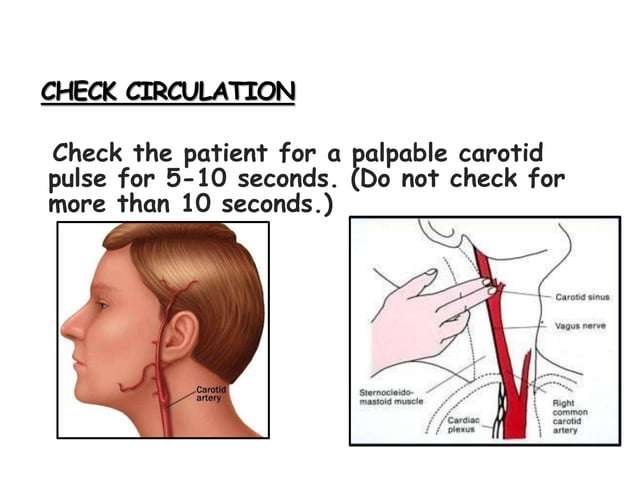 CHECK CIRCULATION
Check the patient for a palpable carotid
pulse for 5-10 seconds. (Do not check for
more than 10 seconds.)
Carotid
artery
Carotid sinus
Vagus nerve
Sternocleido-
mastoid muscle
Cardiac
plexus
Right
common
carotid
artery